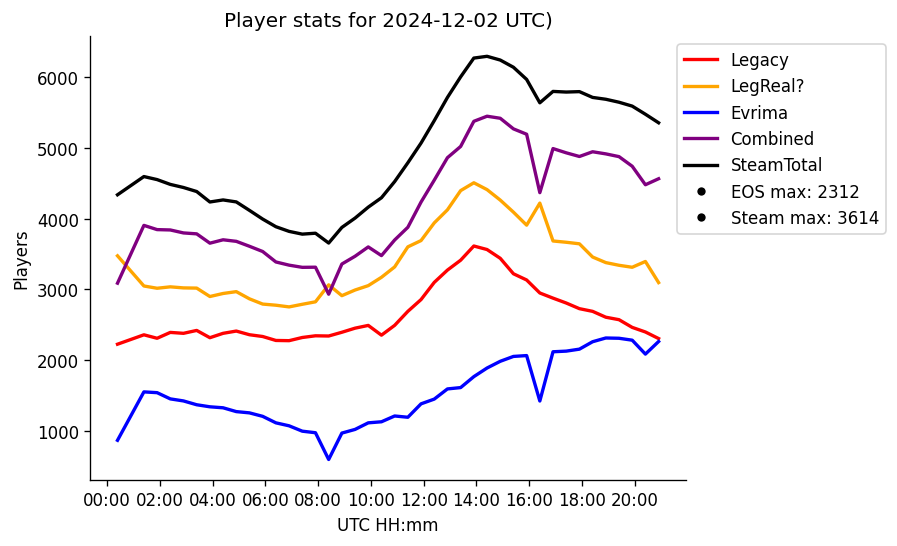 Player stats for 2024-12-02 UTC)
Players
6000
5000
4000
3000
2000
1000
00:00 02:00 04:00 06:00 08:00 10:00 12:00 14:00 16:00 18:00 20:00
UTC HH:mm
Legacy
LegReal?
Evrima
Combined
SteamTotal
EOS max: 2312
Steam max: 3614